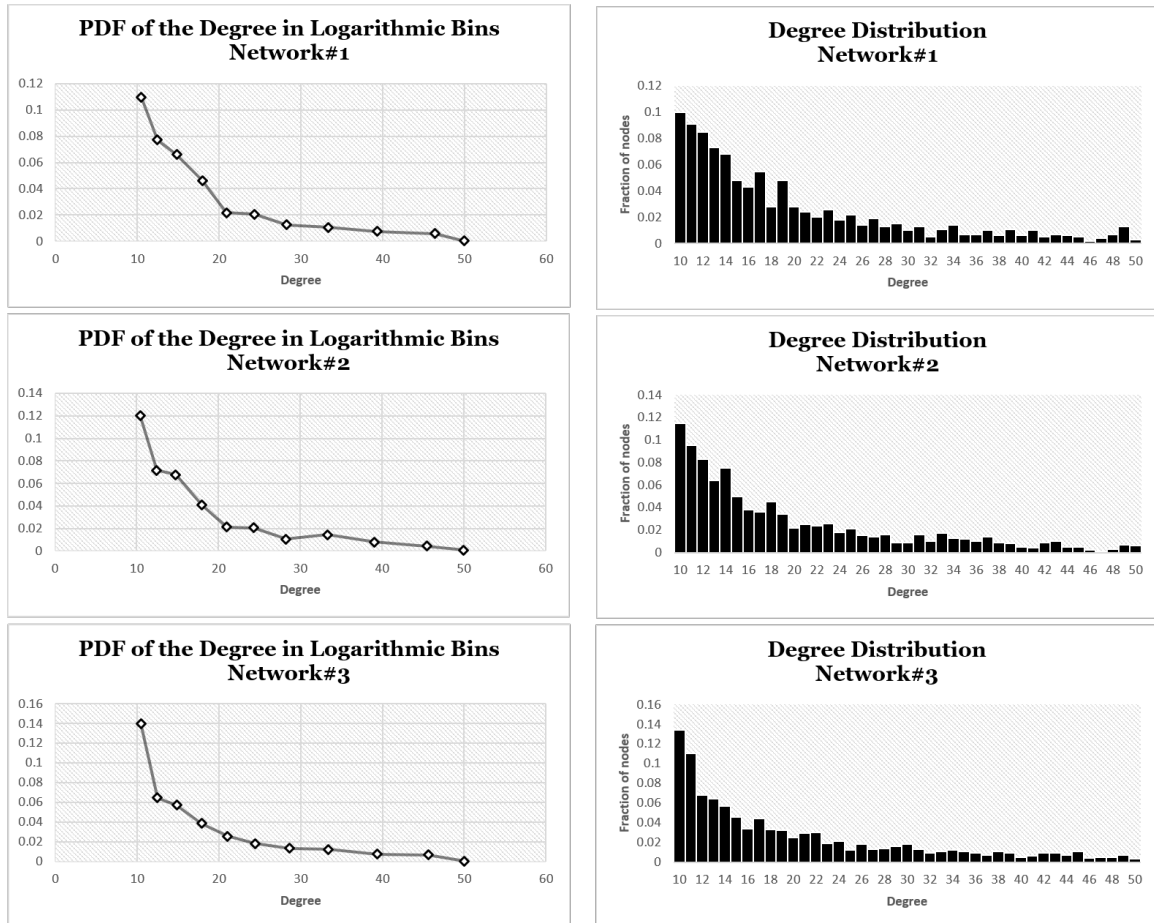 PDF of the Degree in Logarithmic Bins
Network#1
0.12
0.1
0.08
0.06
0.04
0.02
0
0 10 20 30 40 50 60
Degree
Degree Distribution
Network#1
Fraction of nodes
0.12
0.1
0.08
0.06
0.04
0.02
0
10 12 14 16 18 20 22 24 26 28 30 32 34 36 38 40 42 44 46 48 50
Degree
PDF of the Degree in Logarithmic Bins
Network#2
0.14
0.12
0.1
0.08
0.06
0.04
0.02
0
0 10 20 30 40 50 60
Degree
Degree Distribution
Network#2
Fraction of nodes
0.14
0.12
0.1
0.08
0.06
0.04
0.02
0
10 12 14 16 18 20 22 24 26 28 30 32 34 36 38 40 42 44 46 48 50
Degree
PDF of the Degree in Logarithmic Bins
Network#3
0.16
0.14
0.12
0.1
0.08
0.06
0.04
0.02
0
0 10 20 30 40 50 60
Degree
Degree Distribution
Network#3
Fraction of nodes
0.16
0.14
0.12
0.1
0.08
0.06
0.04
0.02
0
10 12 14 16 18 20 22 24 26 28 30 32 34 36 38 40 42 44 46 48 50
Degree